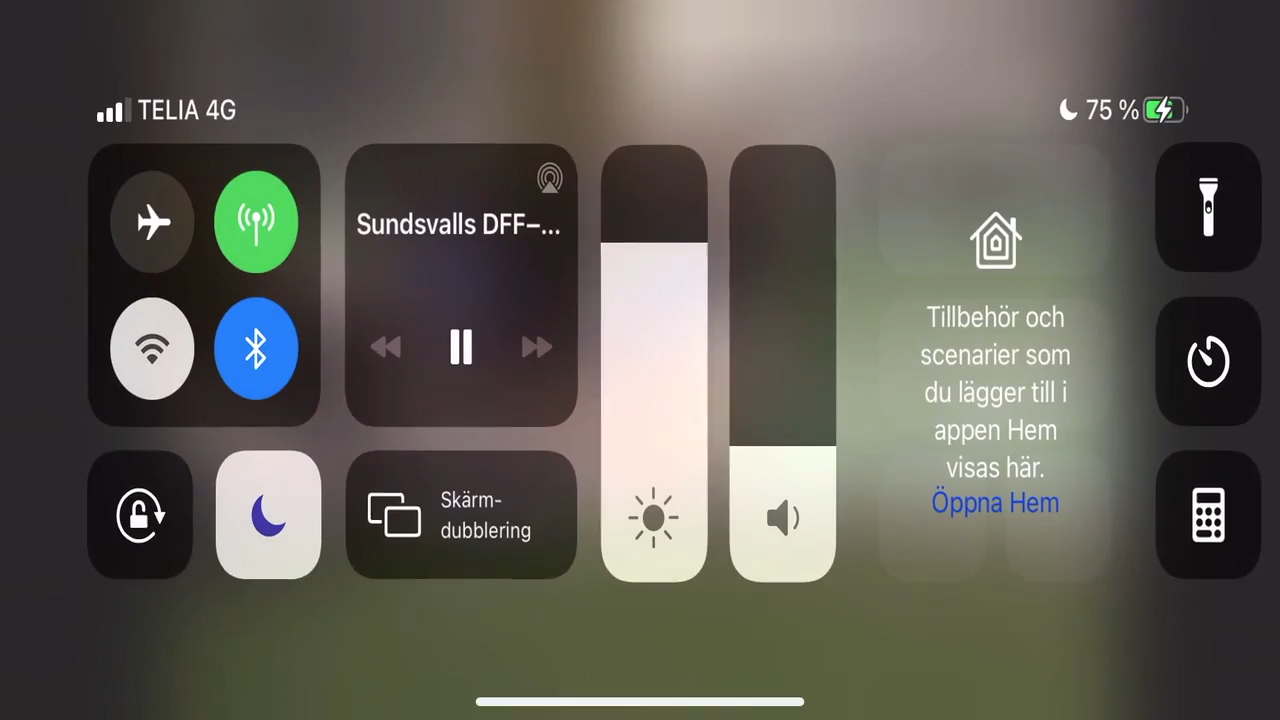 TELIA 4G
75 %
Sundsvalls DFF–...
Skärm-
dubblering
Tillbehör och
scenarier som
du lägger till i
appen Hem
visas här.
Öppna Hem